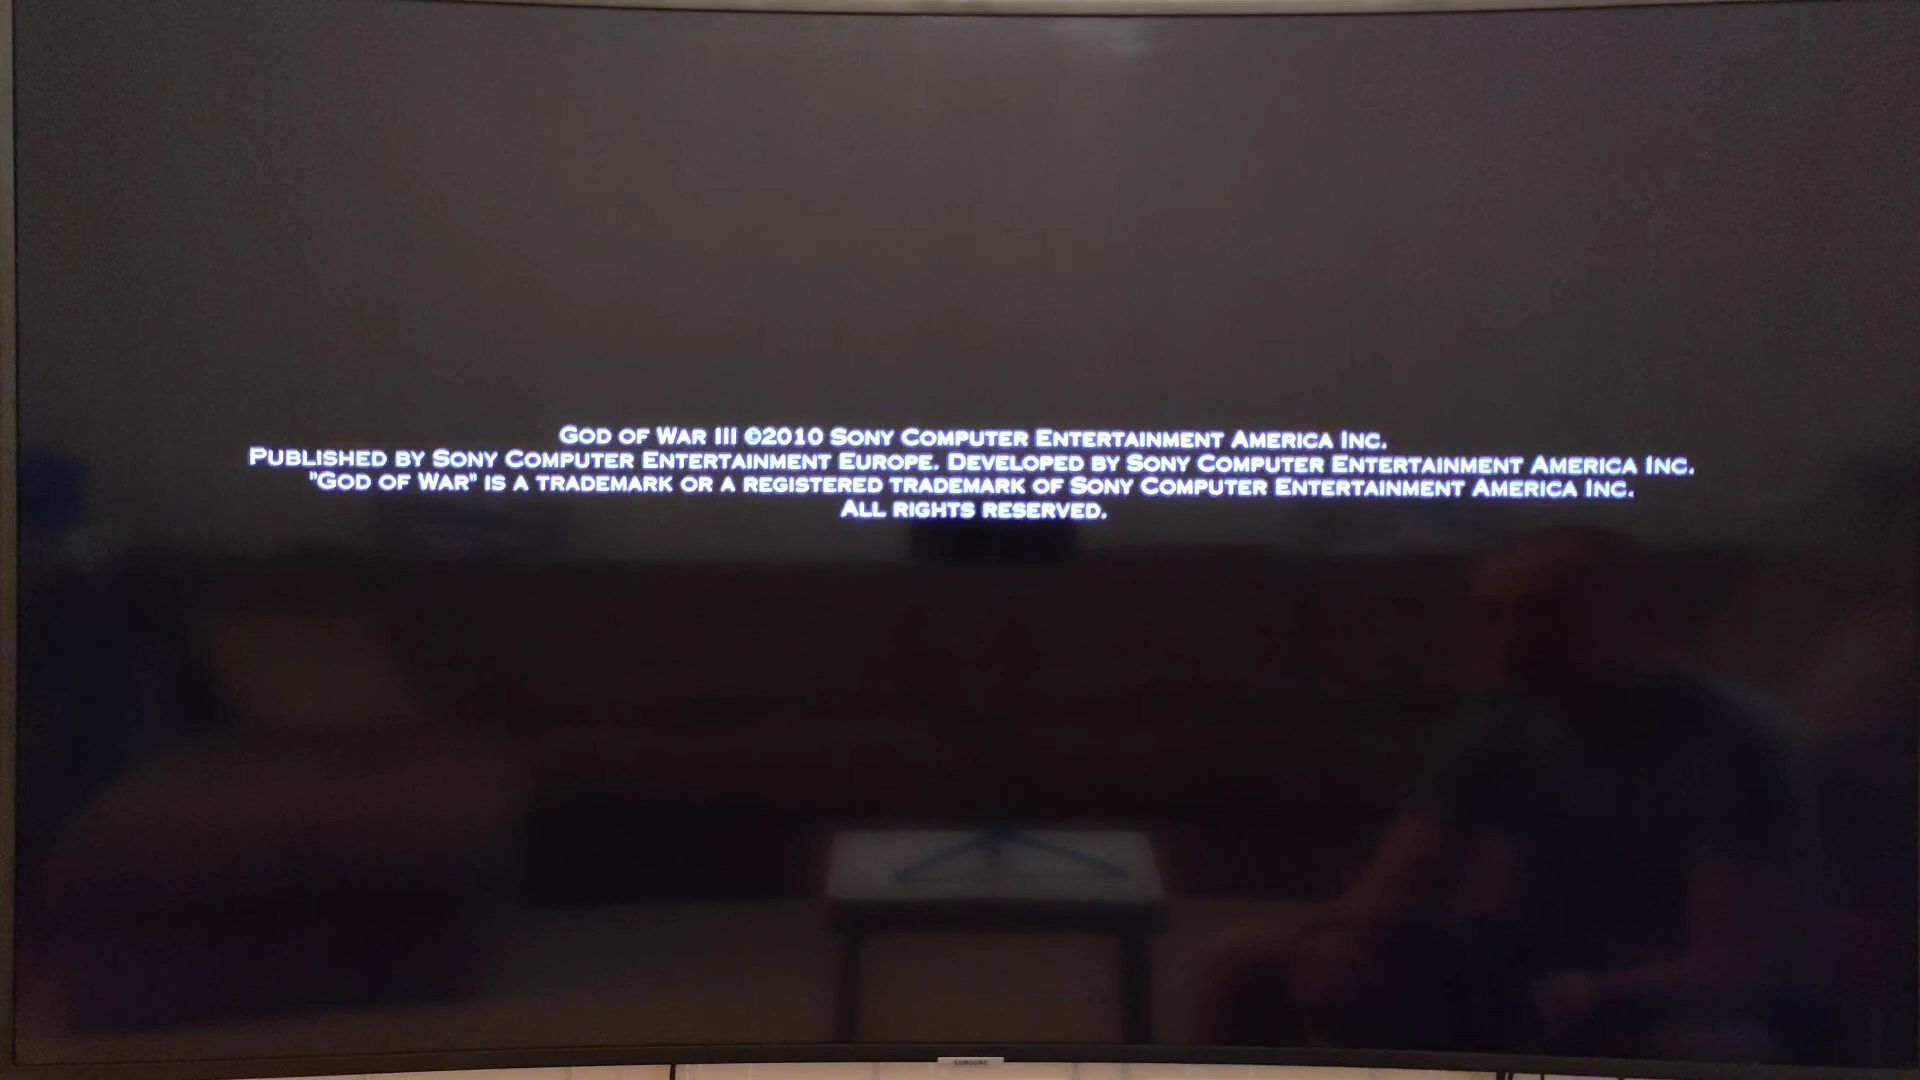 God of War III ©2010 Sony Computer Entertainment America Inc.
Published by Sony Computer Entertainment Europe. Developed by Sony Computer Entertainment America Inc.
"God of War" is a trademark or a registered trademark of Sony Computer Entertainment America Inc.
All rights reserved.
SAMSUNG